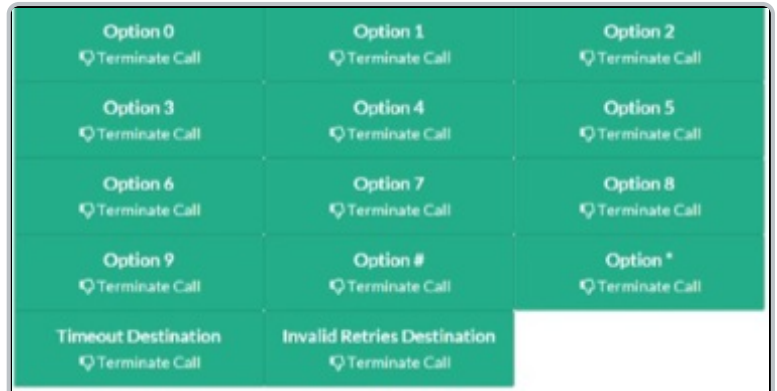 Option 0
Terminate Call
Option 1
Terminate Call
Option 2
Terminate Call
Option 3
Terminate Call
Option 4
Terminate Call
Option 5
Terminate Call
Option 6
Terminate Call
Option 7
Terminate Call
Option 8
Terminate Call
Option 9
Terminate Call
Option #
Terminate Call
Option *
Terminate Call
Timeout Destination
Terminate Call
Invalid Retries Destination
Terminate Call